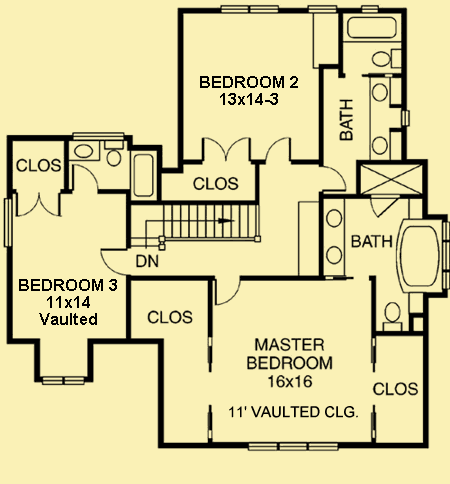 BEDROOM 2
13x14-3
BATH
CLOS
CLOS
BATH
DN
BEDROOM 3
11x14
Vaulted
CLOS
MASTER
BEDROOM
16x16
CLOS
11' VAULTED CLG.